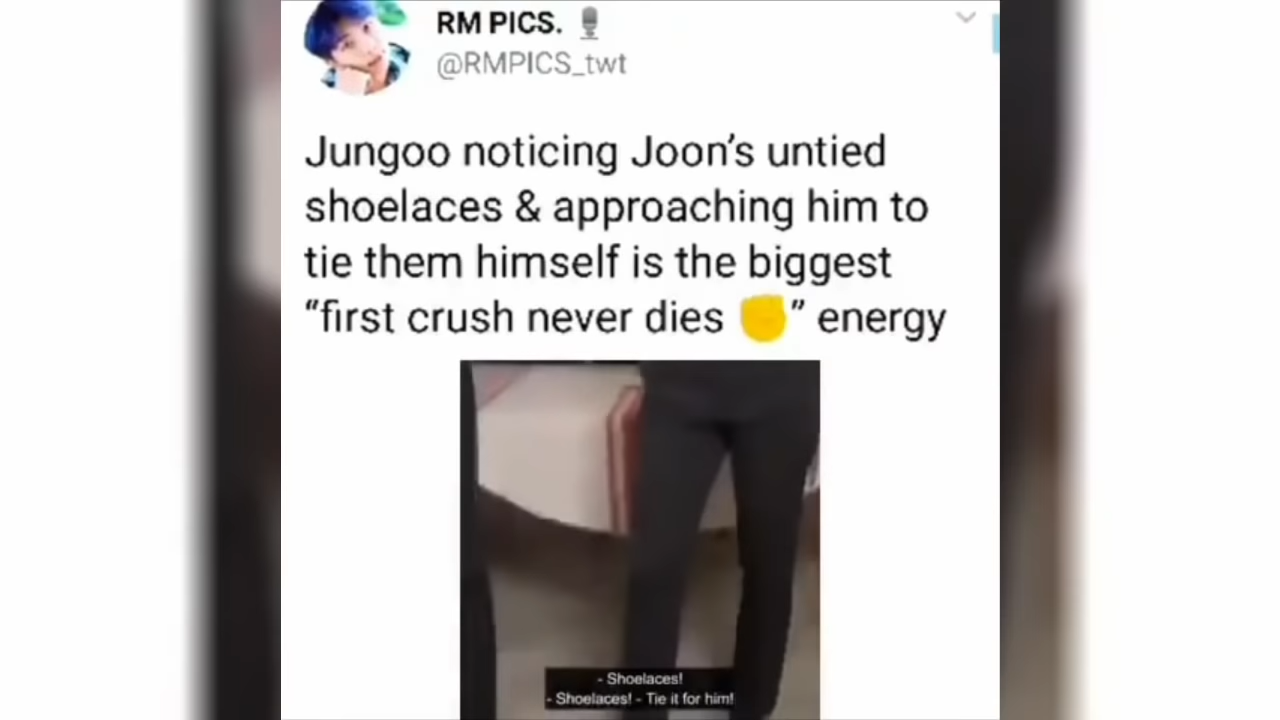 RM PICS. 🎙️
@RMPICS_twt
Jungoo noticing Joon’s untied
shoelaces & approaching him to
tie them himself is the biggest
“first crush never dies ✊” energy
- Shoelaces!
- Shoelaces! - Tie it for him!